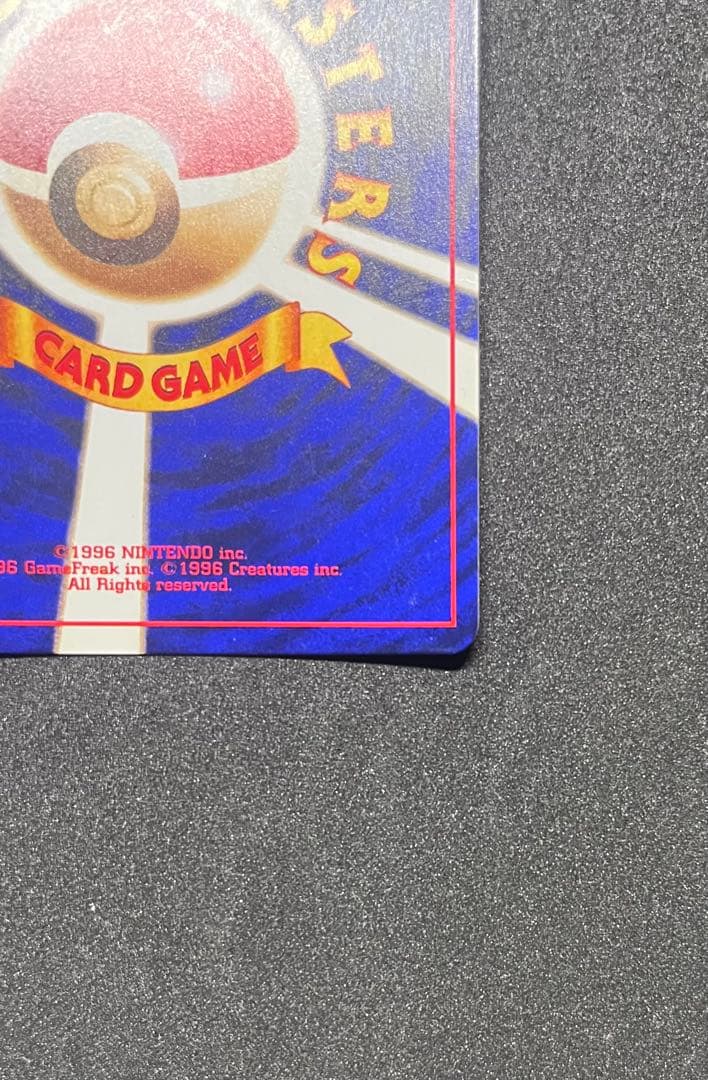 STERS
CARD GAME
©1996 NINTENDO inc.
96 GameFreak inc. ©1996 Creatures inc.
All Rights reserved.